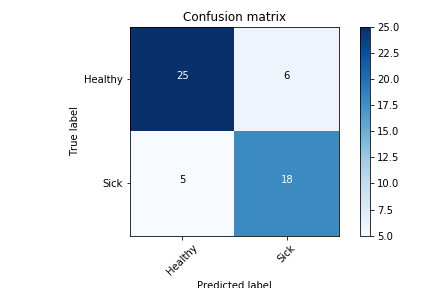 Confusion matrix
True label
Healthy
25
6
Sick
5
18
Healthy
Sick
Predicted label
25.0
22.5
20.0
17.5
15.0
12.5
10.0
7.5
5.0